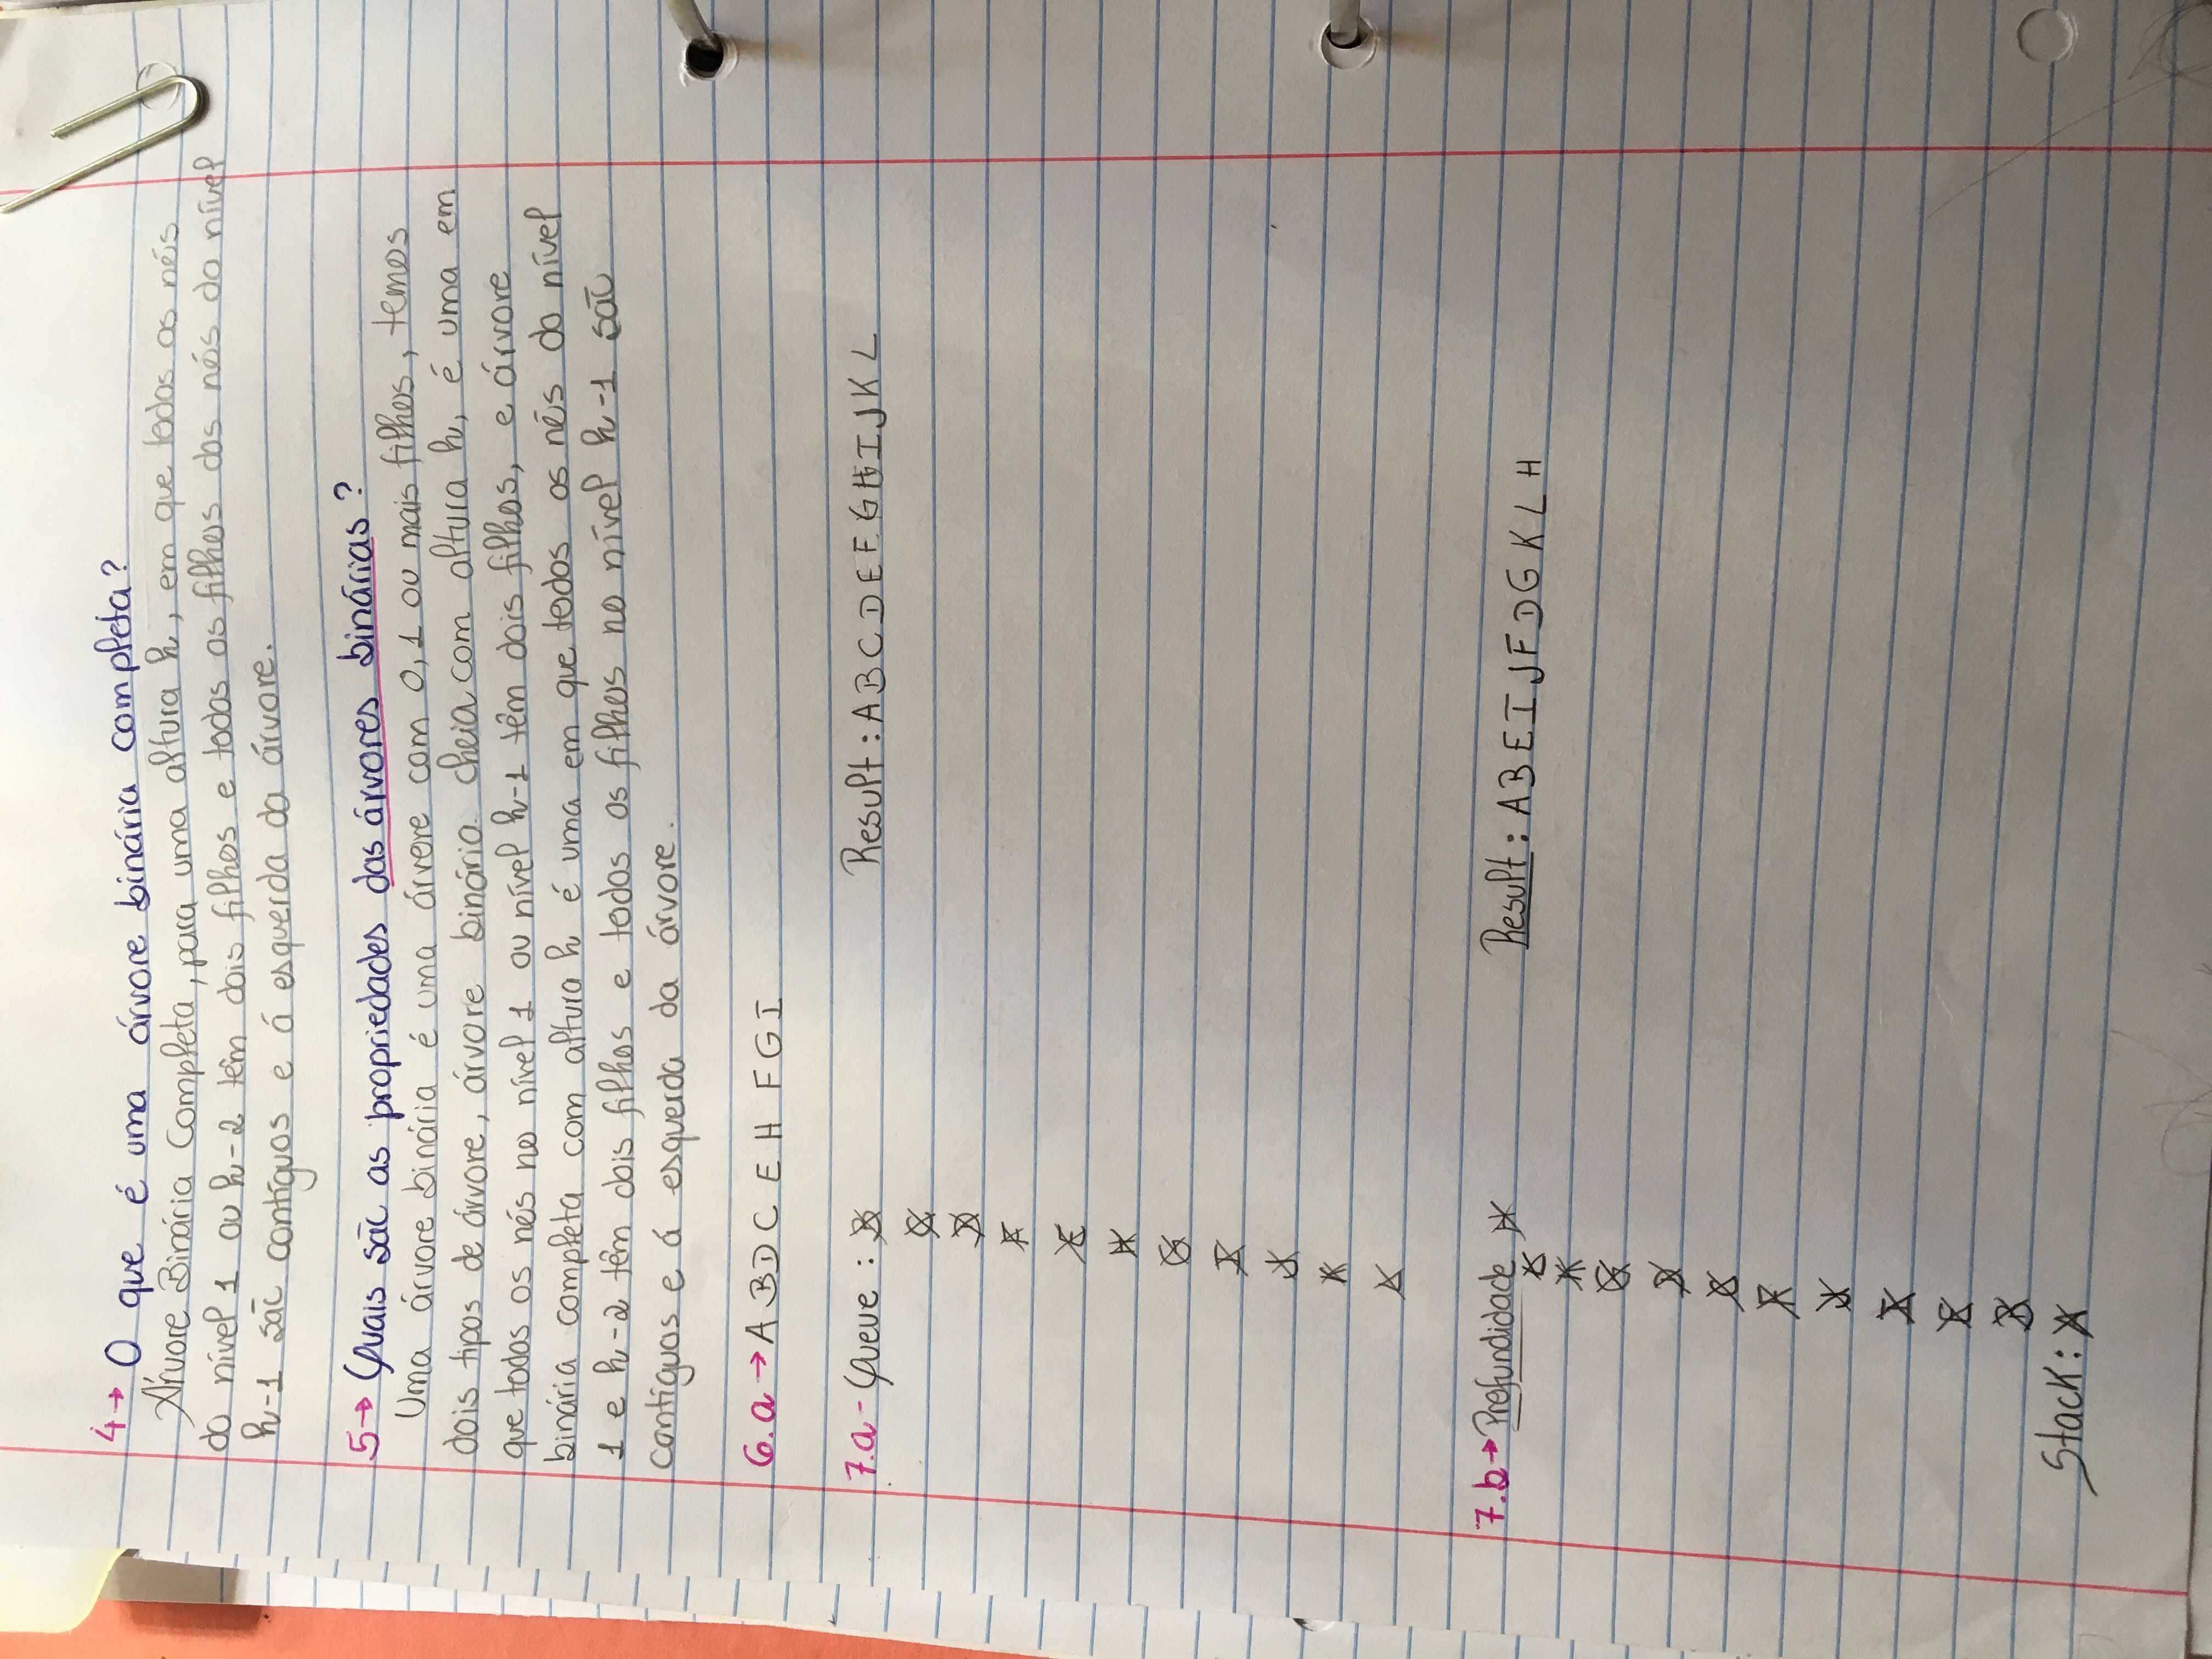 4→ O que é uma árvore binária completa?
Árvore Binária Completa, para uma altura h, em que todos os nós
do nível 1 ou h-2 têm dois filhos e todos os filhos dos nós do nível
h-1 são contíguos e á esquerda da árvore.
5→ Quais são as propriedades das árvores binárias?
Uma árvore binária é uma árvore com 0,1 ou mais filhos, temos
dois tipos de árvore, árvore binária cheia com altura h, é uma em
que todos os nós no nível 1 ou nível h-1 têm dois filhos, e árvore
binária completa com altura h é uma em que todos os nós do nível
1 e h-2 têm dois filhos e todos os filhos no nível h-1 são
contiguos e á esquerda da árvore.
6.a→ A B D C E H F G I
7.a- Queue : B Result : A B C D E F G H I J K L
C
D
F
E
H
G
I
J
K
L
7.b→ Profundidade H Result : A B E I J F D G K L H
L
K
G
D
C
F
J
I
E
B
Stack : A